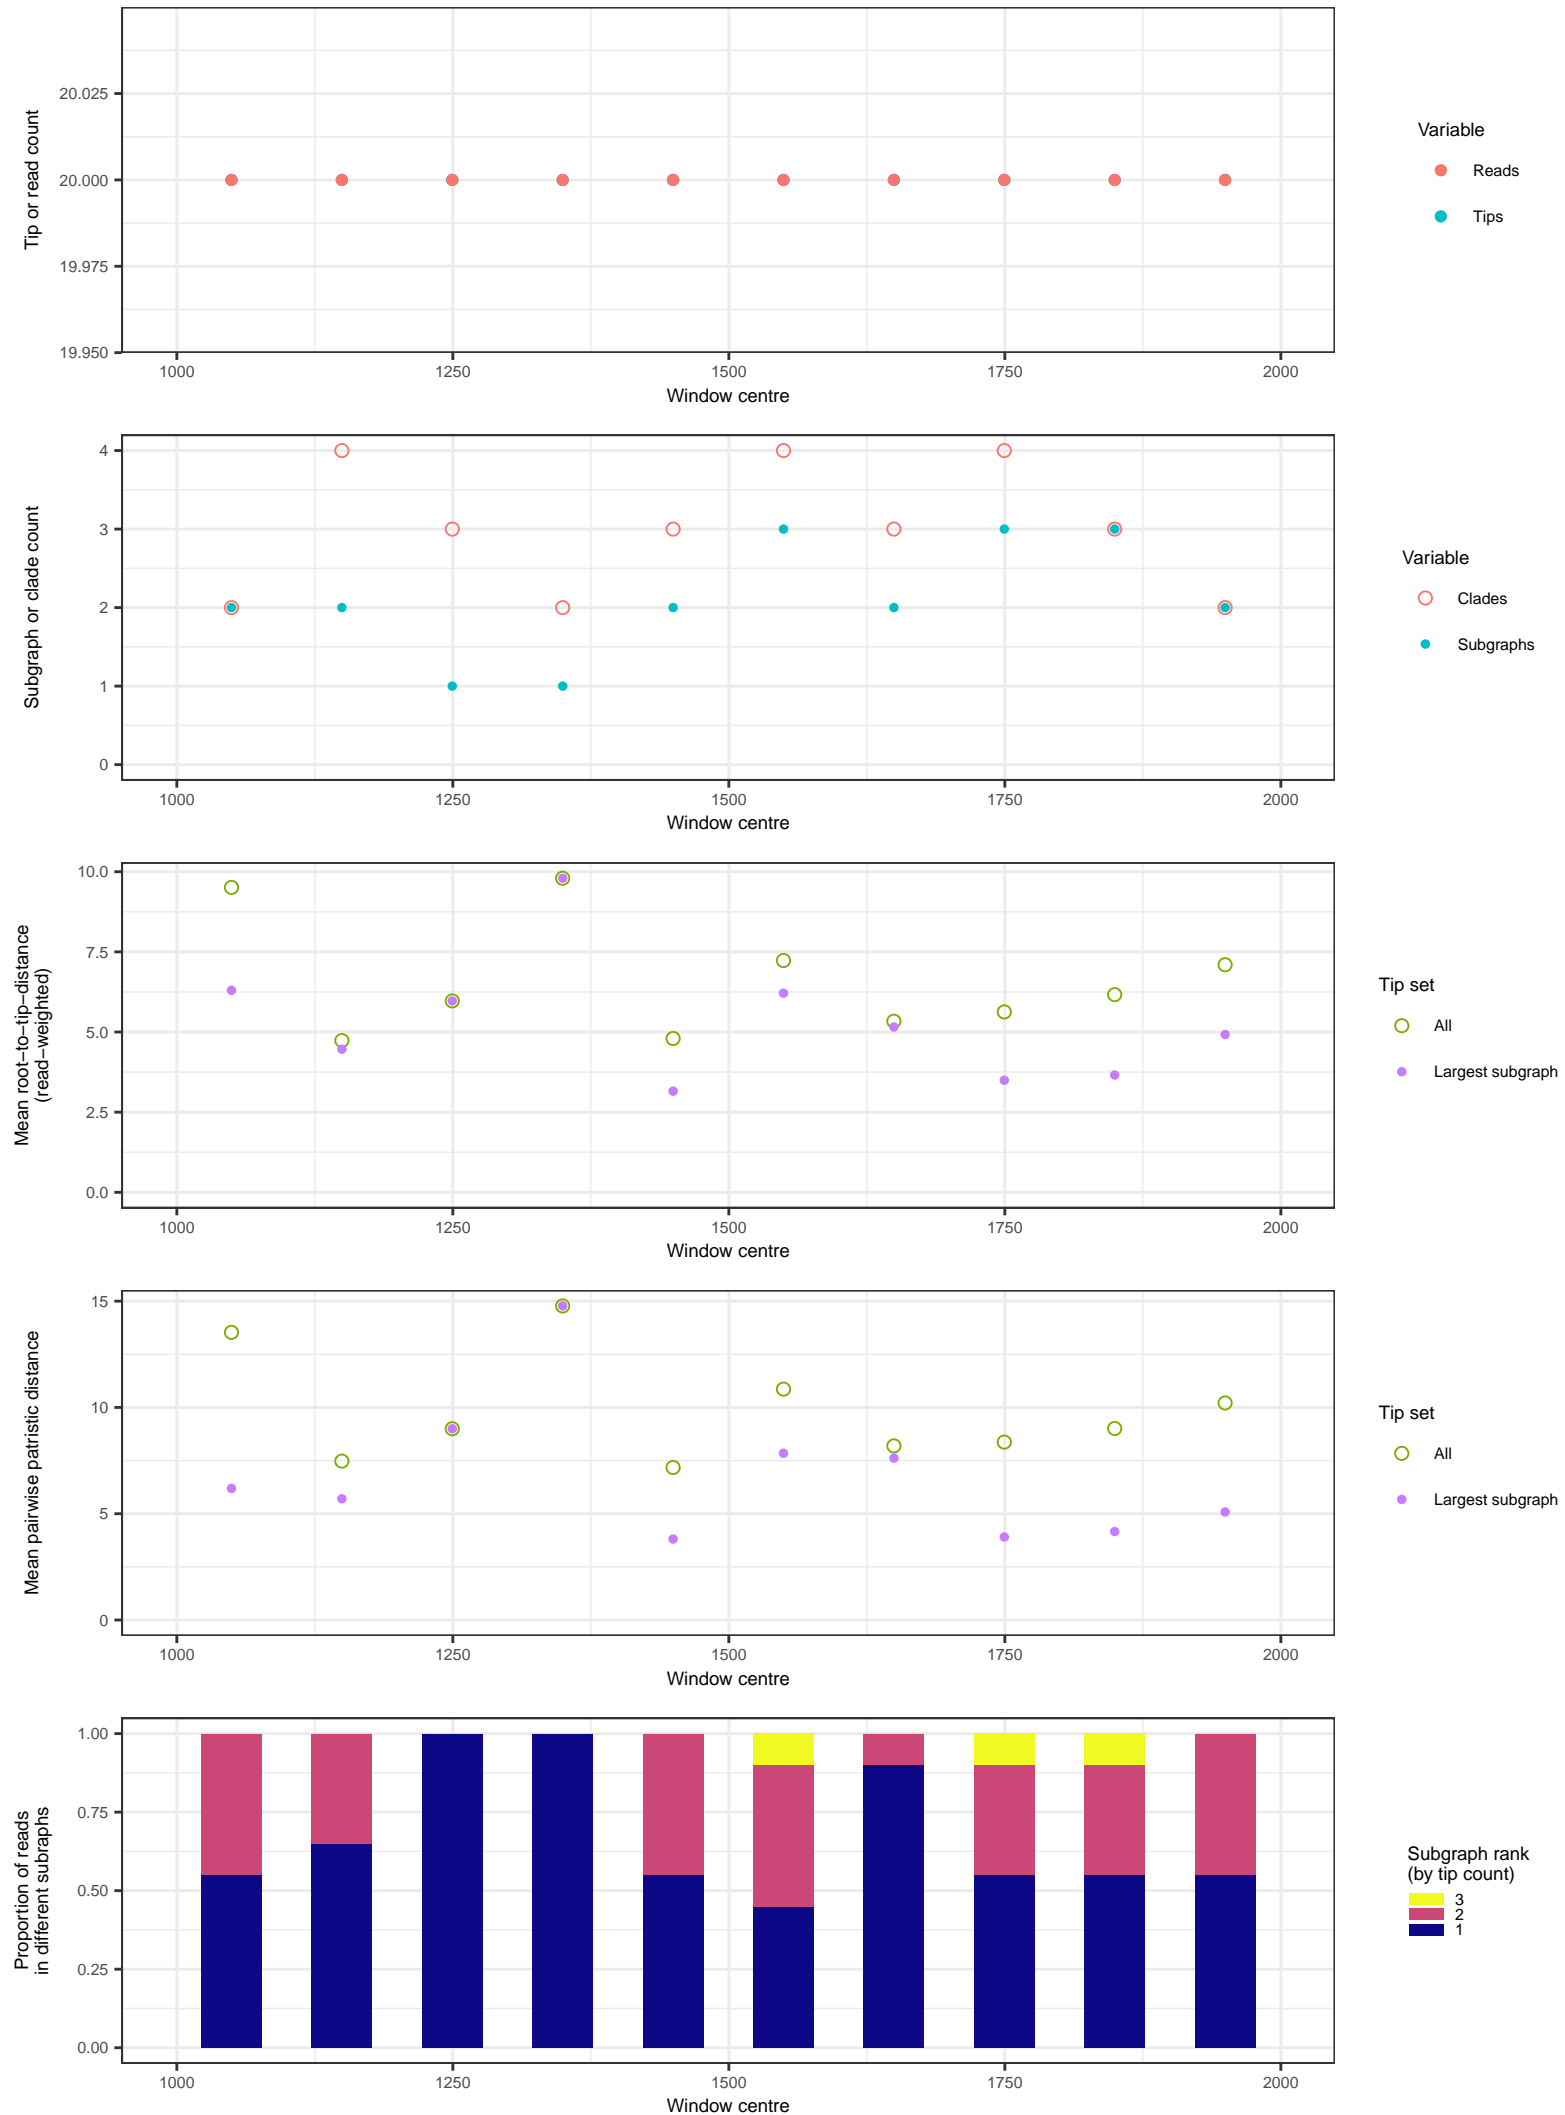 20.025
20.000
19.975
19.950
Tip or read count
1000 1250 1500 1750 2000
Window centre
Variable
Reads
Tips
4
3
2
1
0
Subgraph or clade count
1000 1250 1500 1750 2000
Window centre
Variable
Clades
Subgraphs
10.0
7.5
5.0
2.5
0.0
Mean root−to−tip−distance
(read−weighted)
1000 1250 1500 1750 2000
Window centre
Tip set
All
Largest subgraph
15
10
5
0
Mean pairwise patristic distance
1000 1250 1500 1750 2000
Window centre
Tip set
All
Largest subgraph
1.00
0.75
0.50
0.25
0.00
Proportion of reads
in different subraphs
1000 1250 1500 1750 2000
Window centre
Subgraph rank
(by tip count)
3
2
1